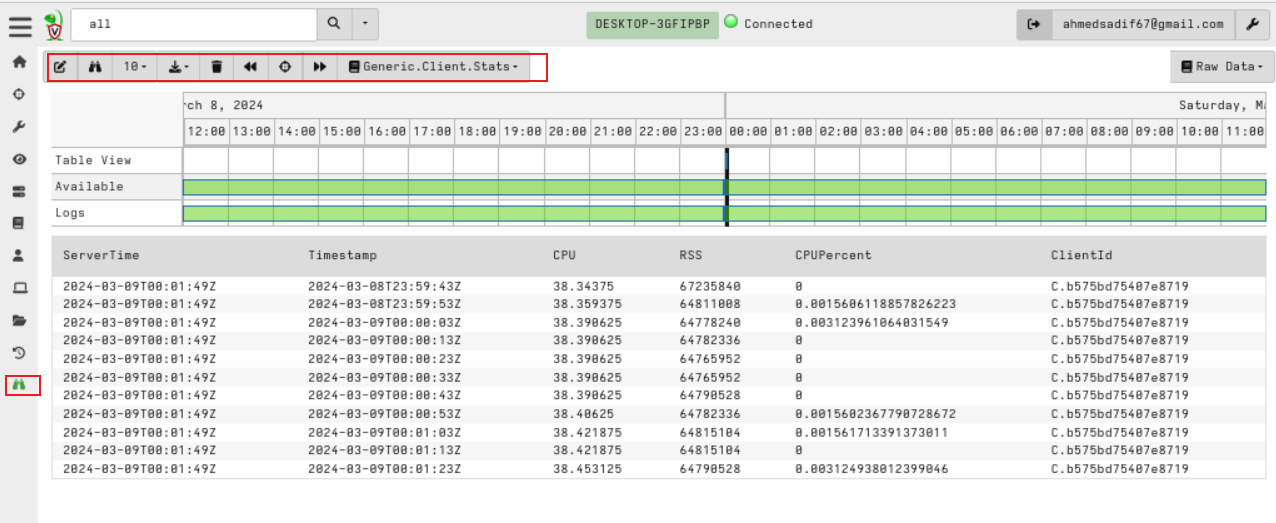 all DESKTOP-3GFIPBP Connected ahmedsadif67@gmail.com
10 Generic.Client.Stats Raw Data
rch 8, 2024 Saturday, Ma
12:00 13:00 14:00 15:00 16:00 17:00 18:00 19:00 20:00 21:00 22:00 23:00 00:00 01:00 02:00 03:00 04:00 05:00 06:00 07:00 08:00 09:00 10:00 11:00
Table View
Available
Logs
ServerTime Timestamp CPU RSS CPUPercent ClientId
2024-03-09T00:01:49Z 2024-03-08T23:59:43Z 38.34375 67235840 0 C.b575bd75407e8719
2024-03-09T00:01:49Z 2024-03-08T23:59:53Z 38.359375 64811008 0.0015606118857826223 C.b575bd75407e8719
2024-03-09T00:01:49Z 2024-03-09T00:00:03Z 38.390625 64778240 0.003123961064031549 C.b575bd75407e8719
2024-03-09T00:01:49Z 2024-03-09T00:00:13Z 38.390625 64782336 0 C.b575bd75407e8719
2024-03-09T00:01:49Z 2024-03-09T00:00:23Z 38.390625 64765952 0 C.b575bd75407e8719
2024-03-09T00:01:49Z 2024-03-09T00:00:33Z 38.390625 64765952 0 C.b575bd75407e8719
2024-03-09T00:01:49Z 2024-03-09T00:00:43Z 38.390625 64790528 0 C.b575bd75407e8719
2024-03-09T00:01:49Z 2024-03-09T00:00:53Z 38.40625 64782336 0.0015602367790728672 C.b575bd75407e8719
2024-03-09T00:01:49Z 2024-03-09T00:01:03Z 38.421875 64815104 0.001561713391373011 C.b575bd75407e8719
2024-03-09T00:01:49Z 2024-03-09T00:01:13Z 38.421875 64815104 0 C.b575bd75407e8719
2024-03-09T00:01:49Z 2024-03-09T00:01:23Z 38.453125 64790528 0.003124938012399046 C.b575bd75407e8719